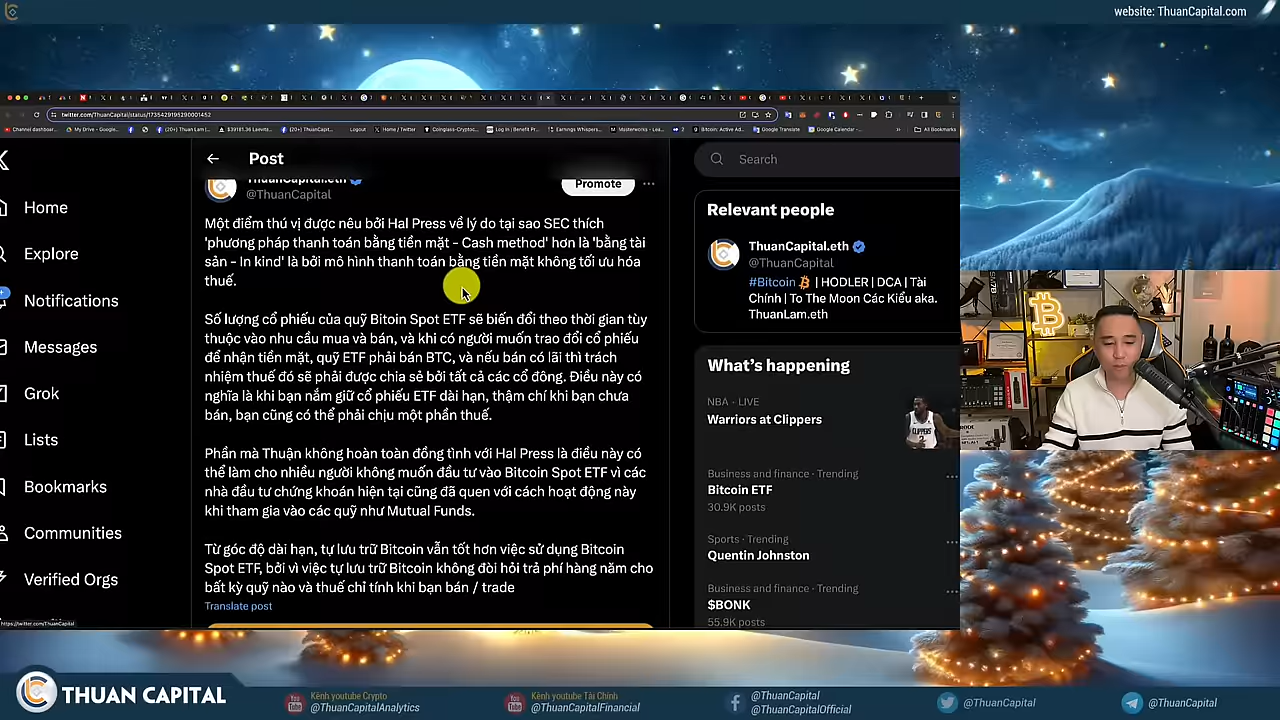 website: ThuanCapital.com
twitter.com/ThuanCapital/status/1735429195290001452
Post
ThuanCapital.eth
@ThuanCapital
Promote
Một điểm thú vị được nêu bởi Hal Press về lý do tại sao SEC thích
'phương pháp thanh toán bằng tiền mặt - Cash method' hơn là 'bằng tài
sản - In kind' là bởi mô hình thanh toán bằng tiền mặt không tối ưu hóa
thuế.
Số lượng cổ phiếu của quỹ Bitoin Spot ETF sẽ biến đổi theo thời gian tùy
thuộc vào nhu cầu mua và bán, và khi có người muốn trao đổi cổ phiếu
để nhận tiền mặt, quỹ ETF phải bán BTC, và nếu bán có lãi thì trách
nhiệm thuế đó sẽ phải được chia sẻ bởi tất cả các cổ đông. Điều này có
nghĩa là khi bạn nắm giữ cổ phiếu ETF dài hạn, thậm chí khi bạn chưa
bán, bạn cũng có thể phải chịu một phần thuế.
Phần mà Thuận không hoàn toàn đồng tình với Hal Press là điều này có
thể làm cho nhiều người không muốn đầu tư vào Bitcoin Spot ETF vì các
nhà đầu tư chứng khoán hiện tại cũng đã quen với cách hoạt động này
khi tham gia vào các quỹ như Mutual Funds.
Từ góc độ dài hạn, tự lưu trữ Bitcoin vẫn tốt hơn việc sử dụng Bitcoin
Spot ETF, bởi vì việc tự lưu trữ Bitcoin không đòi hỏi trả phí hàng năm cho
bất kỳ quỹ nào và thuế chỉ tính khi bạn bán / trade
Translate post
Home
Explore
Notifications
Messages
Grok
Lists
Bookmarks
Communities
Verified Orgs
https://twitter.com/ThuanCapital
Search
Relevant people
ThuanCapital.eth
@ThuanCapital
#Bitcoin | HODLER | DCA | Tài
Chính | To The Moon Các Kiểu aka.
ThuanLam.eth
What's happening
NBA · LIVE
Warriors at Clippers
Business and finance · Trending
Bitcoin ETF
30.9K posts
Sports · Trending
Quentin Johnston
Business and finance · Trending
$BONK
55.9K posts
THUAN CAPITAL
Kênh youtube Crypto
@ThuanCapitalAnalytics
Kênh youtube Tài Chính
@ThuanCapitalFinancial
@ThuanCapital
@ThuanCapitalOfficial
@ThuanCapital
@ThuanCapital